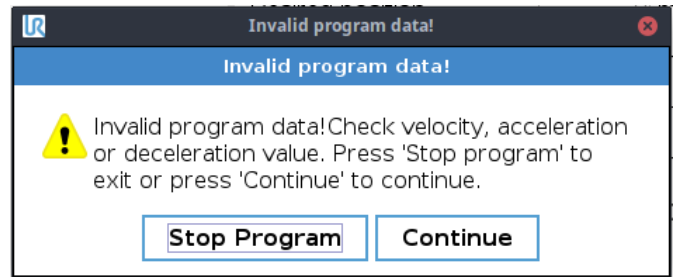 UR
Invalid program data!
Invalid program data!
Invalid program data!Check velocity, acceleration
or deceleration value. Press 'Stop program' to
exit or press 'Continue' to continue.
Stop Program
Continue